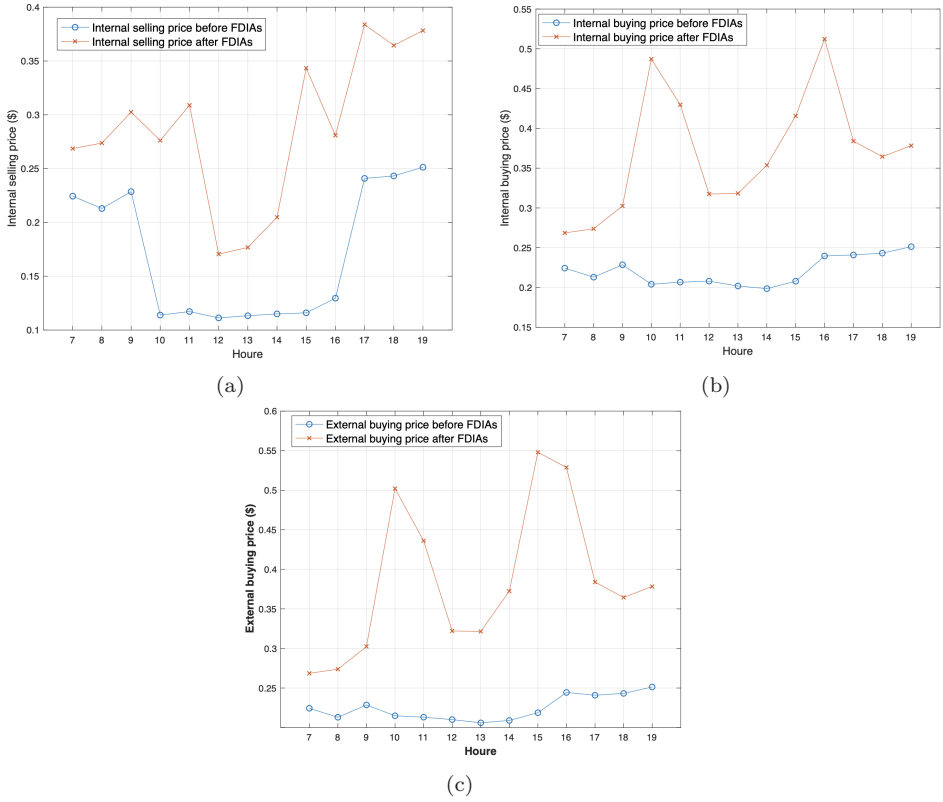 Internal selling price before FDIAs
Internal selling price after FDIAs
0.4
0.35
0.3
0.25
0.2
0.15
0.1
Internal selling price ($)
7 8 9 10 11 12 13 14 15 16 17 18 19
Houre
(a)
Internal buying price before FDIAs
Internal buying price after FDIAs
0.55
0.5
0.45
0.4
0.35
0.3
0.25
0.2
0.15
Internal buying price ($)
7 8 9 10 11 12 13 14 15 16 17 18 19
Houre
(b)
External buying price before FDIAs
External buying price after FDIAs
0.6
0.55
0.5
0.45
0.4
0.35
0.3
0.25
External buying price ($)
7 8 9 10 11 12 13 14 15 16 17 18 19
Houre
(c)